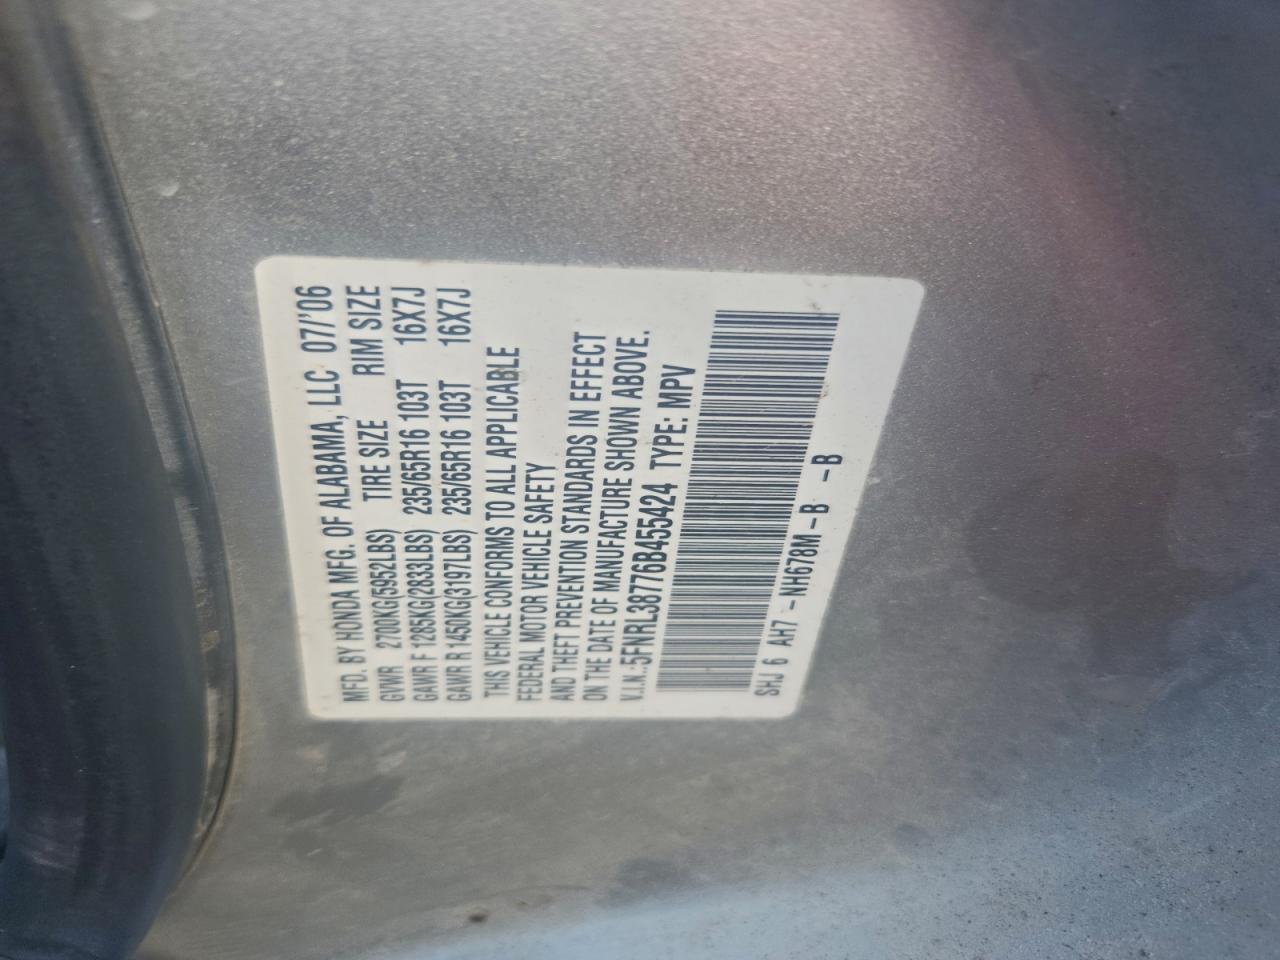 MFD. BY HONDA MFG. OF ALABAMA, LLC 07/'06
GVWR 2700KG(5952LBS) TIRE SIZE RIM SIZE
GAWR F 1285KG(2833LBS) 235/65R16 103T 16X7J
GAWR R 1450KG(3197LBS) 235/65R16 103T 16X7J
THIS VEHICLE CONFORMS TO ALL APPLICABLE
FEDERAL MOTOR VEHICLE SAFETY
AND THEFT PREVENTION STANDARDS IN EFFECT
ON THE DATE OF MANUFACTURE SHOWN ABOVE.
V.I.N.:5FNRL38776B455424 TYPE: MPV
SHJ 6 AH7 -NH678M-B -B